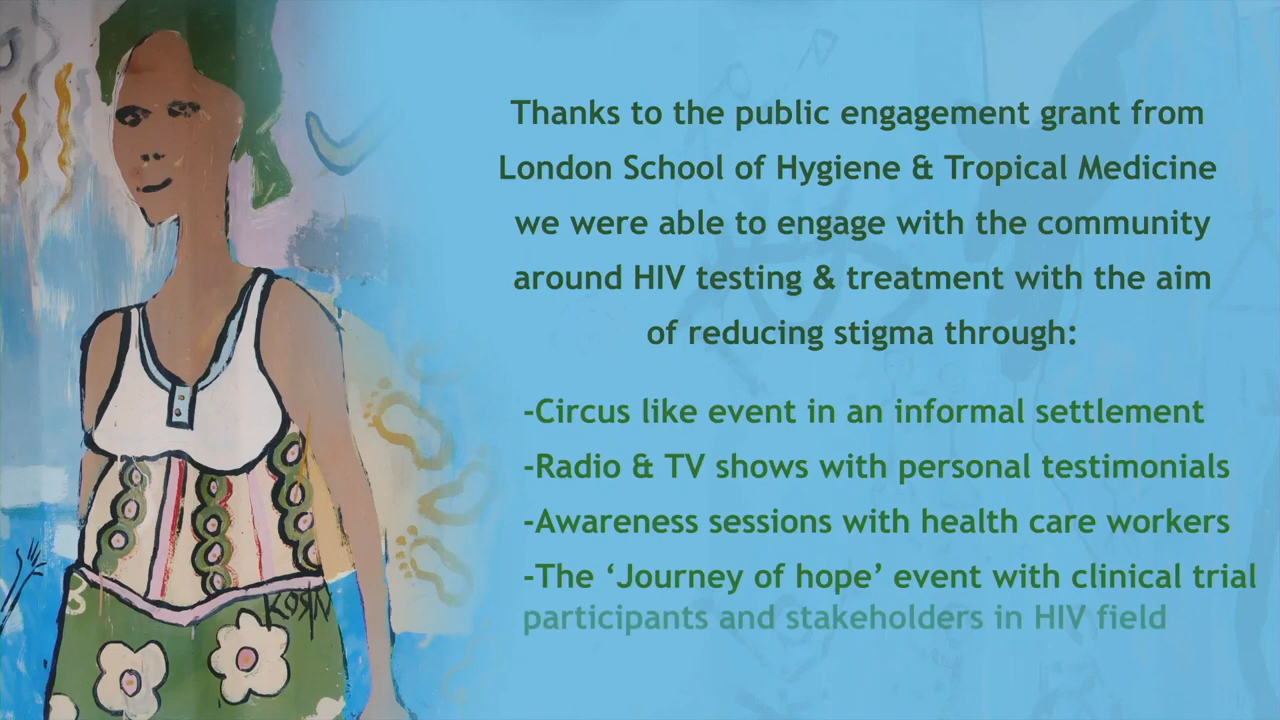 Thanks to the public engagement grant from
London School of Hygiene & Tropical Medicine
we were able to engage with the community
around HIV testing & treatment with the aim
of reducing stigma through:
-Circus like event in an informal settlement
-Radio & TV shows with personal testimonials
-Awareness sessions with health care workers
-The ‘Journey of hope’ event with clinical trial
participants and stakeholders in HIV field